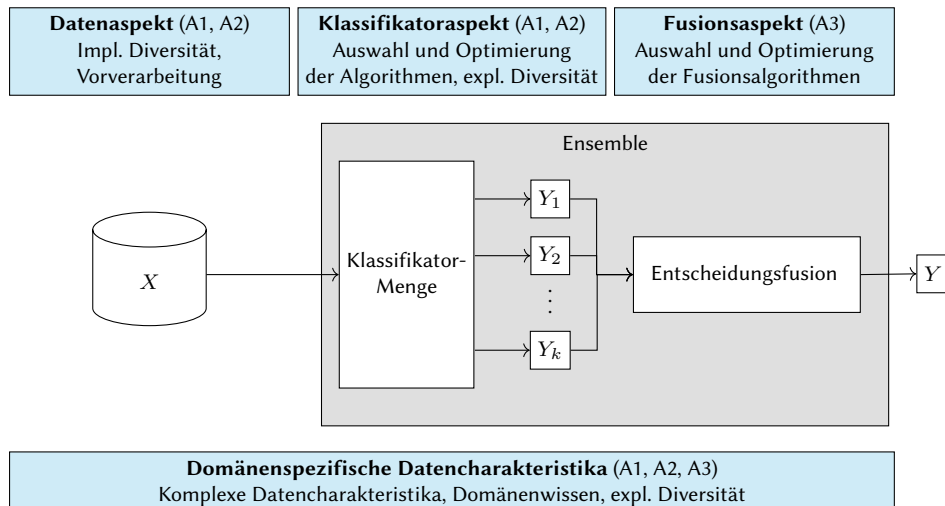 Datenaspekt (A1, A2)
Impl. Diversität,
Vorverarbeitung
Klassifikatoraspekt (A1, A2)
Auswahl und Optimierung
der Algorithmen, expl. Diversität
Fusionsaspekt (A3)
Auswahl und Optimierung
der Fusionsalgorithmen
Ensemble
X
Klassifikator-
Menge
Y1
Y2
⋮
Yk
Entscheidungsfusion
Y
Domänenspezifische Datencharakteristika (A1, A2, A3)
Komplexe Datencharakteristika, Domänenwissen, expl. Diversität